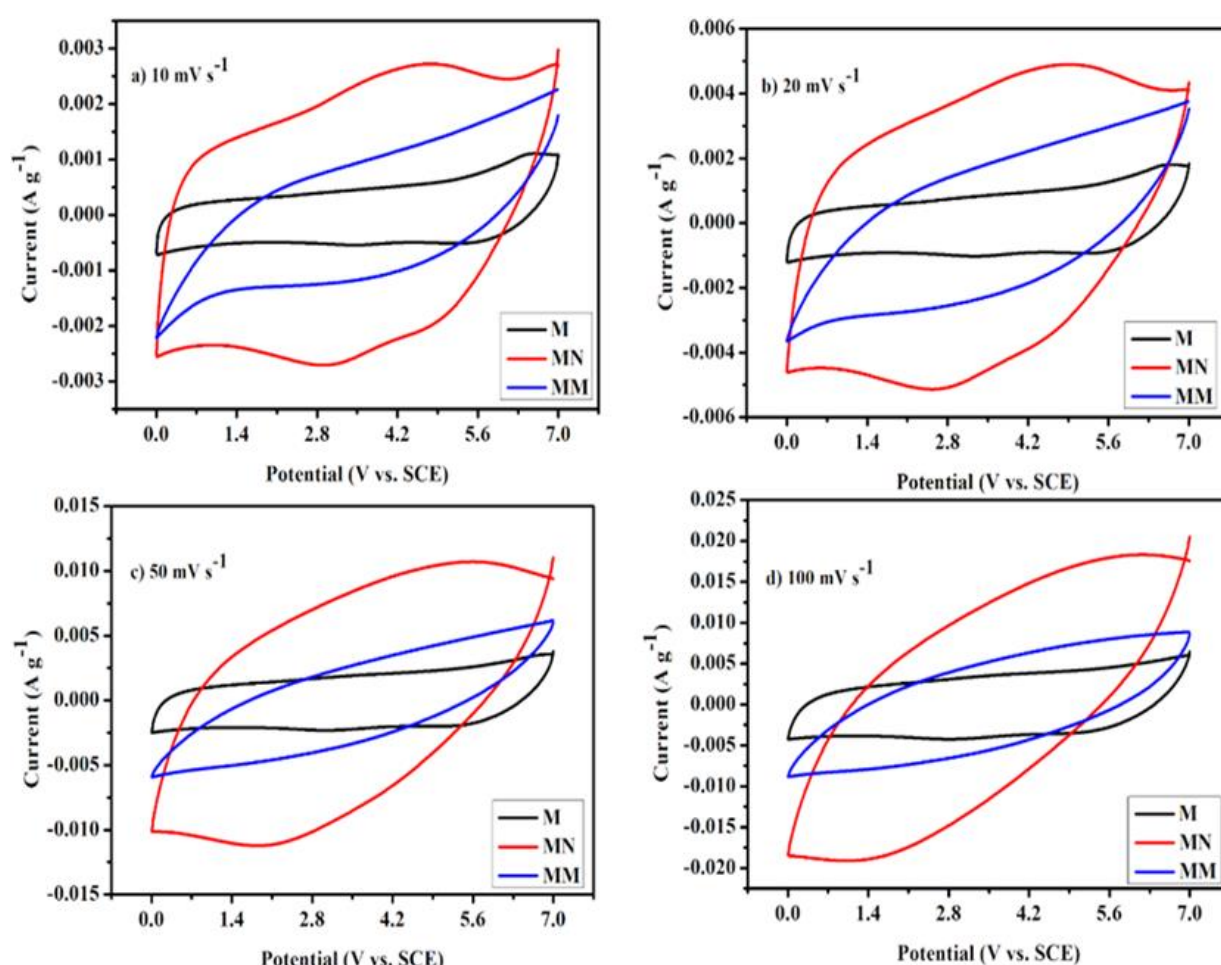 a) 10 mV s⁻¹
0.003
0.002
0.001
0.000
-0.001
-0.002
-0.003
Current (A g⁻¹)
M
MN
MM
0.0 1.4 2.8 4.2 5.6 7.0
Potential (V vs. SCE)
b) 20 mV s⁻¹
0.006
0.004
0.002
0.000
-0.002
-0.004
-0.006
Current (A g⁻¹)
M
MN
MM
0.0 1.4 2.8 4.2 5.6 7.0
Potential (V vs. SCE)
c) 50 mV s⁻¹
0.015
0.010
0.005
0.000
-0.005
-0.010
-0.015
Current (A g⁻¹)
M
MN
MM
0.0 1.4 2.8 4.2 5.6 7.0
Potential (V vs. SCE)
d) 100 mV s⁻¹
0.025
0.020
0.015
0.010
0.005
0.000
-0.005
-0.010
-0.015
-0.020
Current (A g⁻¹)
M
MN
MM
0.0 1.4 2.8 4.2 5.6 7.0
Potential (V vs. SCE)